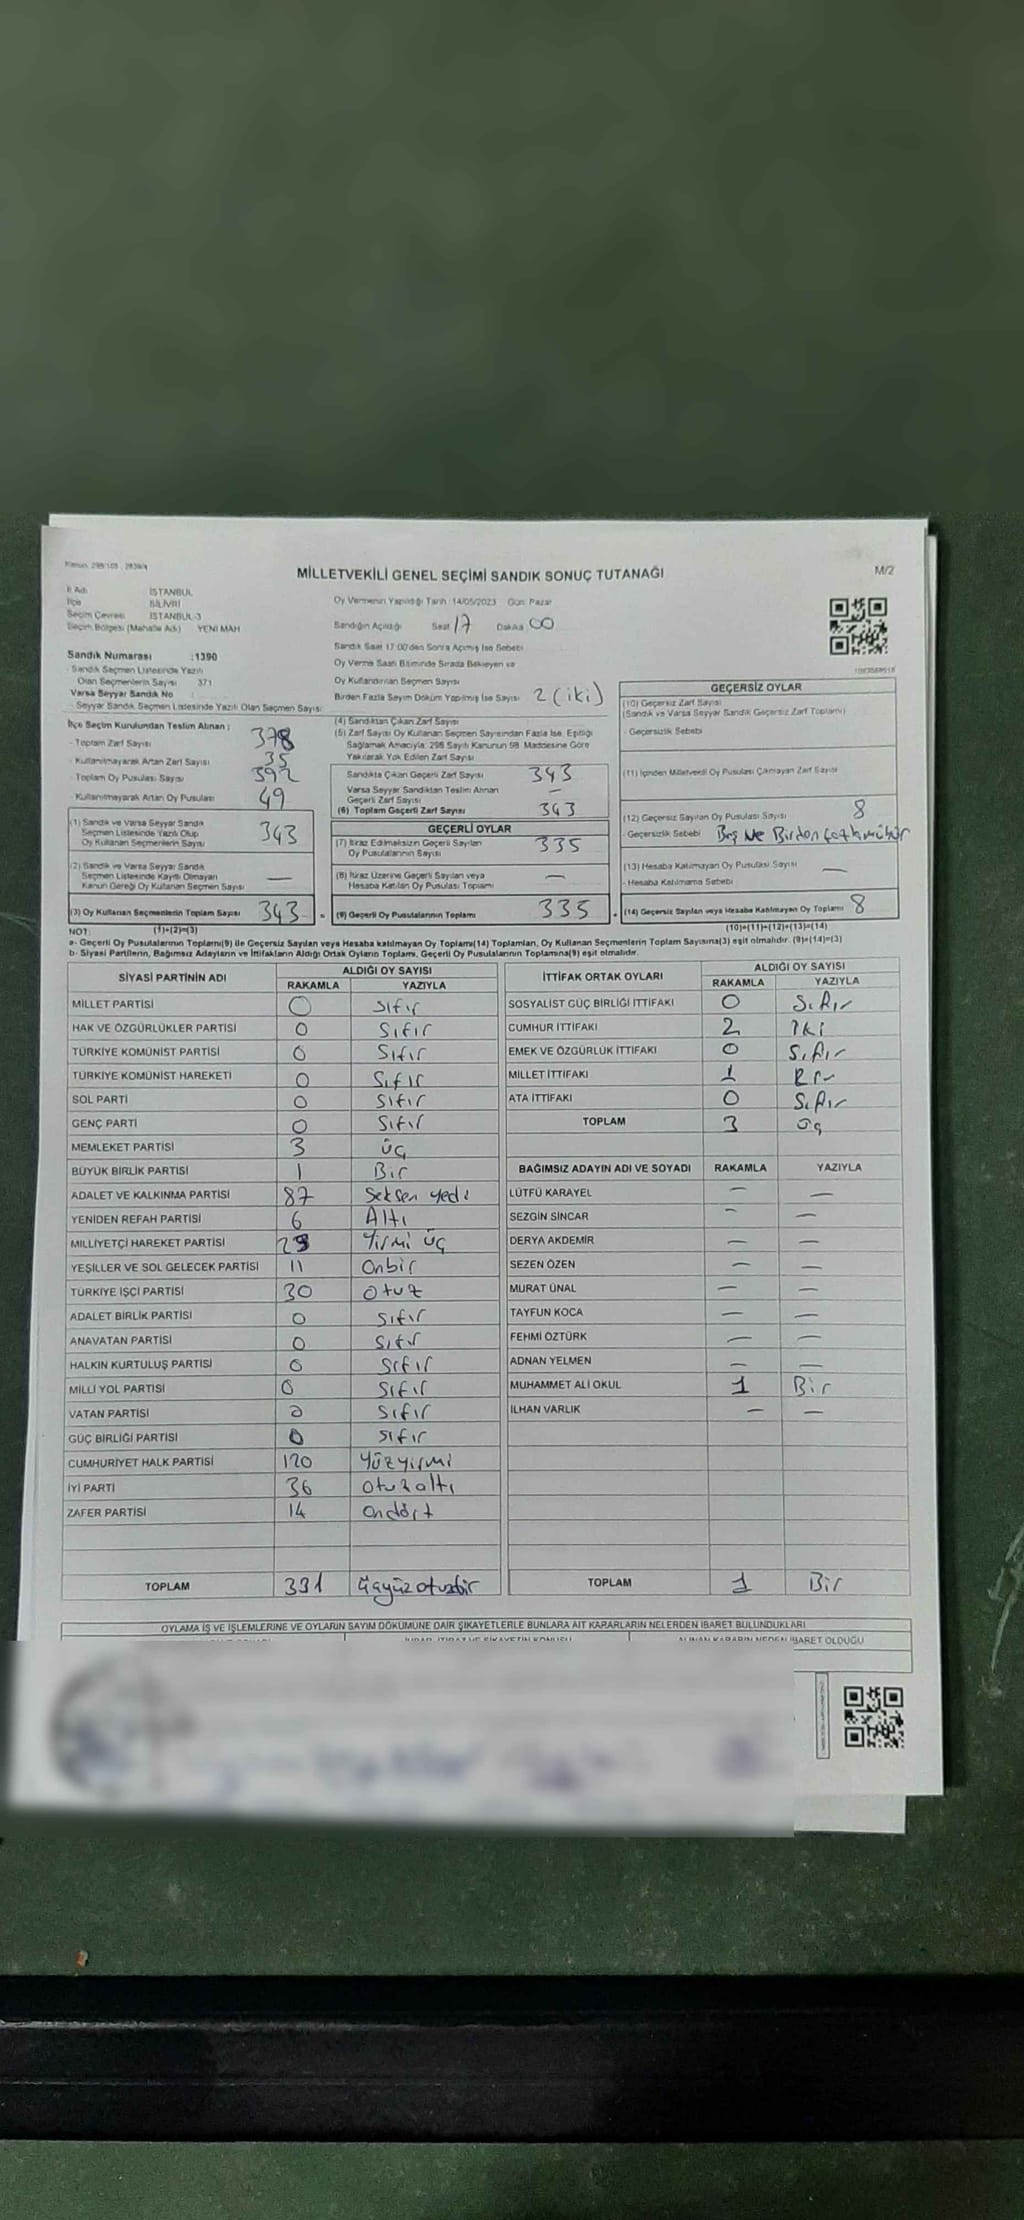 Kanun: 298/105 , 2839/4
MİLLETVEKİLİ GENEL SEÇİMİ SANDIK SONUÇ TUTANAĞI
M/2
İl Adı İSTANBUL
İlçe SİLİVRİ
Seçim Çevresi İSTANBUL-3
Seçim Bölgesi (Mahalle Adı) YENİ MAH
Oy Vermenin Yapıldığı Tarih 14/05/2023 Gün: Pazar
Sandığın Açıldığı Saat 17 Dakika 00
Sandık Saat 17:00'den Sonra Açılmış İse Sebebi
Oy Verme Saati Bitiminde Sırada Bekleyen ve
Oy Kullandırılan Seçmen Sayısı
Birden Fazla Sayım Döküm Yapılmış İse Sayısı 2 (iki)
Sandık Numarası :1390
- Sandık Seçmen Listesinde Yazılı
Olan Seçmenlerin Sayısı 371
Varsa Seyyar Sandık No
- Seyyar Sandık Seçmen Listesinde Yazılı Olan Seçmen Sayısı:
İlçe Seçim Kurulundan Teslim Alınan :
- Toplam Zarf Sayısı 378
- Kullanılmayarak Artan Zarf Sayısı 35
- Toplam Oy Pusulası Sayısı 392
- Kullanılmayarak Artan Oy Pusulası 49
(1) Sandık ve Varsa Seyyar Sandık
Seçmen Listesinde Yazılı Olup
Oy Kullanan Seçmenlerin Sayısı 343
(2) Sandık ve Varsa Seyyar Sandık
Seçmen Listesinde Kayıtlı Olmayan
Kanun Gereği Oy Kullanan Seçmen Sayısı —
(3) Oy Kullanan Seçmenlerin Toplam Sayısı 343
(4) Sandıktan Çıkan Zarf Sayısı
(5) Zarf Sayısı Oy Kullanan Seçmen Sayısından Fazla İse, Eşitliği
Sağlamak Amacıyla; 298 Sayılı Kanunun 98. Maddesine Göre
Yakılarak Yok Edilen Zarf Sayısı
Sandıkta Çıkan Geçerli Zarf Sayısı 343
Varsa Seyyar Sandıktan Teslim Alınan
Geçerli Zarf Sayısı —
(6) Toplam Geçerli Zarf Sayısı 343
GEÇERLİ OYLAR
(7) İtiraz Edilmeksizin Geçerli Sayılan
Oy Pusulalarının Sayısı 335
(8) İtiraz Üzerine Geçerli Sayılan veya
Hesaba Katılan Oy Pusulası Toplamı —
(9) Geçerli Oy Pusulalarının Toplamı 335
GEÇERSİZ OYLAR
(10) Geçersiz Zarf Sayısı
(Sandık ve Varsa Seyyar Sandık Geçersiz Zarf Toplamı)
- Geçersizlik Sebebi
(11) İçinden Milletvekili Oy Pusulası Çıkmayan Zarf Sayısı
(12) Geçersiz Sayılan Oy Pusulası Sayısı 8
- Geçersizlik Sebebi Boş Ve Birden fazla mühür
(13) Hesaba Katılmayan Oy Pusulası Sayısı —
- Hesaba Katılmama Sebebi
(14) Geçersiz Sayılan veya Hesaba Katılmayan Oy Toplamı 8
NOT: (1)+(2)=(3) (10)+(11)+(12)+(13)=(14)
a- Geçerli Oy Pusulalarının Toplamı(9) ile Geçersiz Sayılan veya Hesaba katılmayan Oy Toplamı(14) Toplamları, Oy Kullanan Seçmenlerin Toplam Sayısına(3) eşit olmalıdır. (9)+(14)=(3)
b- Siyasi Partilerin, Bağımsız Adayların ve İttifakların Aldığı Ortak Oyların Toplamı, Geçerli Oy Pusulalarının Toplamına(9) eşit olmalıdır.
SİYASİ PARTİNİN ADI ALDIĞI OY SAYISI
RAKAMLA YAZIYLA
MİLLET PARTİSİ 0 Sıfır
HAK VE ÖZGÜRLÜKLER PARTİSİ 0 Sıfır
TÜRKİYE KOMÜNİST PARTİSİ 0 Sıfır
TÜRKİYE KOMÜNİST HAREKETİ 0 Sıfır
SOL PARTİ 0 Sıfır
GENÇ PARTİ 0 Sıfır
MEMLEKET PARTİSİ 3 üç
BÜYÜK BİRLİK PARTİSİ 1 Bir
ADALET VE KALKINMA PARTİSİ 87 Seksen yedi
YENİDEN REFAH PARTİSİ 6 Altı
MİLLİYETÇİ HAREKET PARTİSİ 23 Yirmi üç
YEŞİLLER VE SOL GELECEK PARTİSİ 11 Onbir
TÜRKİYE İŞÇİ PARTİSİ 30 otuz
ADALET BİRLİK PARTİSİ 0 Sıfır
ANAVATAN PARTİSİ 0 Sıfır
HALKIN KURTULUŞ PARTİSİ 0 Sıfır
MİLLİ YOL PARTİSİ 0 Sıfır
VATAN PARTİSİ 0 Sıfır
GÜÇ BİRLİĞİ PARTİSİ 0 Sıfır
CUMHURİYET HALK PARTİSİ 120 Yüzyirmi
İYİ PARTİ 36 otuzaltı
ZAFER PARTİSİ 14 ondört
TOPLAM 331 üçyüzotuzbir
İTTİFAK ORTAK OYLARI ALDIĞI OY SAYISI
RAKAMLA YAZIYLA
SOSYALİST GÜÇ BİRLİĞİ İTTİFAKI 0 Sıfır
CUMHUR İTTİFAKI 2 iki
EMEK VE ÖZGÜRLÜK İTTİFAKI 0 Sıfır
MİLLET İTTİFAKI 1 Bir
ATA İTTİFAKI 0 Sıfır
TOPLAM 3 üç
BAĞIMSIZ ADAYIN ADI VE SOYADI RAKAMLA YAZIYLA
LÜTFÜ KARAYEL — —
SEZGİN SİNCAR — —
DERYA AKDEMİR — —
SEZEN ÖZEN — —
MURAT ÜNAL — —
TAYFUN KOCA — —
FEHMİ ÖZTÜRK — —
ADNAN YELMEN — —
MUHAMMET ALİ OKUL 1 Bir
İLHAN VARLIK — —
TOPLAM 1 Bir
OYLAMA İŞ VE İŞLEMLERİNE VE OYLARIN SAYIM DÖKÜMÜNE DAİR ŞİKAYETLERLE BUNLARA AİT KARARLARIN NELERDEN İBARET BULUNDUKLARI
İHBAR, İTİRAZ VE ŞİKAYETİN KONUSU ALINAN KARARIN NEDEN İBARET OLDUĞU